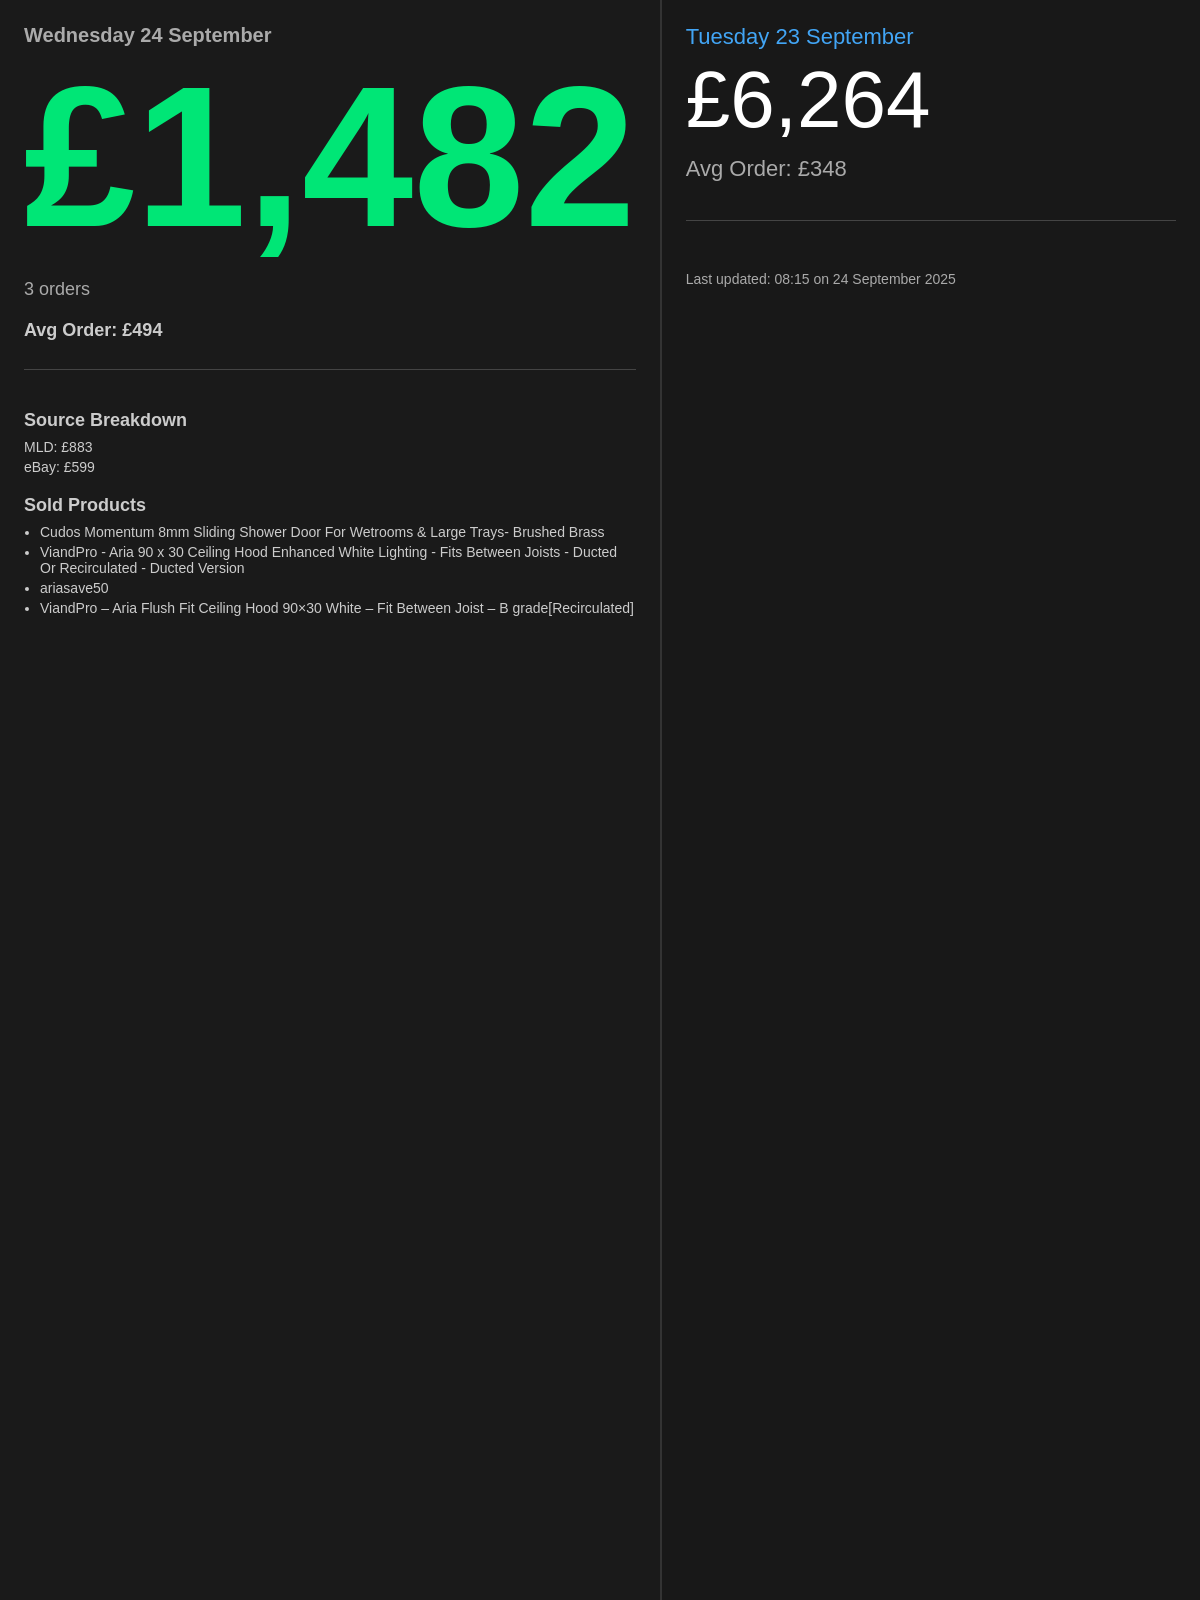 Wednesday 24 September
£1,482
3 orders
Avg Order: £494
Source Breakdown
MLD: £883
eBay: £599
Sold Products
• Cudos Momentum 8mm Sliding Shower Door For Wetrooms & Large Trays- Brushed Brass
• ViandPro - Aria 90 x 30 Ceiling Hood Enhanced White Lighting - Fits Between Joists - Ducted
Or Recirculated - Ducted Version
• ariasave50
• ViandPro – Aria Flush Fit Ceiling Hood 90×30 White – Fit Between Joist – B grade[Recirculated]
Tuesday 23 September
£6,264
Avg Order: £348
Last updated: 08:15 on 24 September 2025